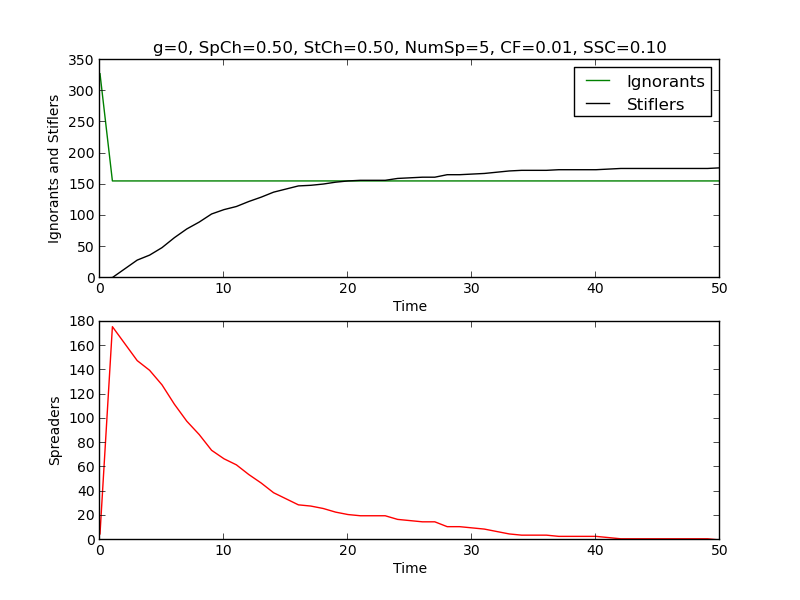 g=0, SpCh=0.50, StCh=0.50, NumSp=5, CF=0.01, SSC=0.10
350
300
250
200
150
100
50
0
Ignorants and Stiflers
Ignorants
Stiflers
0 10 20 30 40 50
Time
180
160
140
120
100
80
60
40
20
0
Spreaders
0 10 20 30 40 50
Time